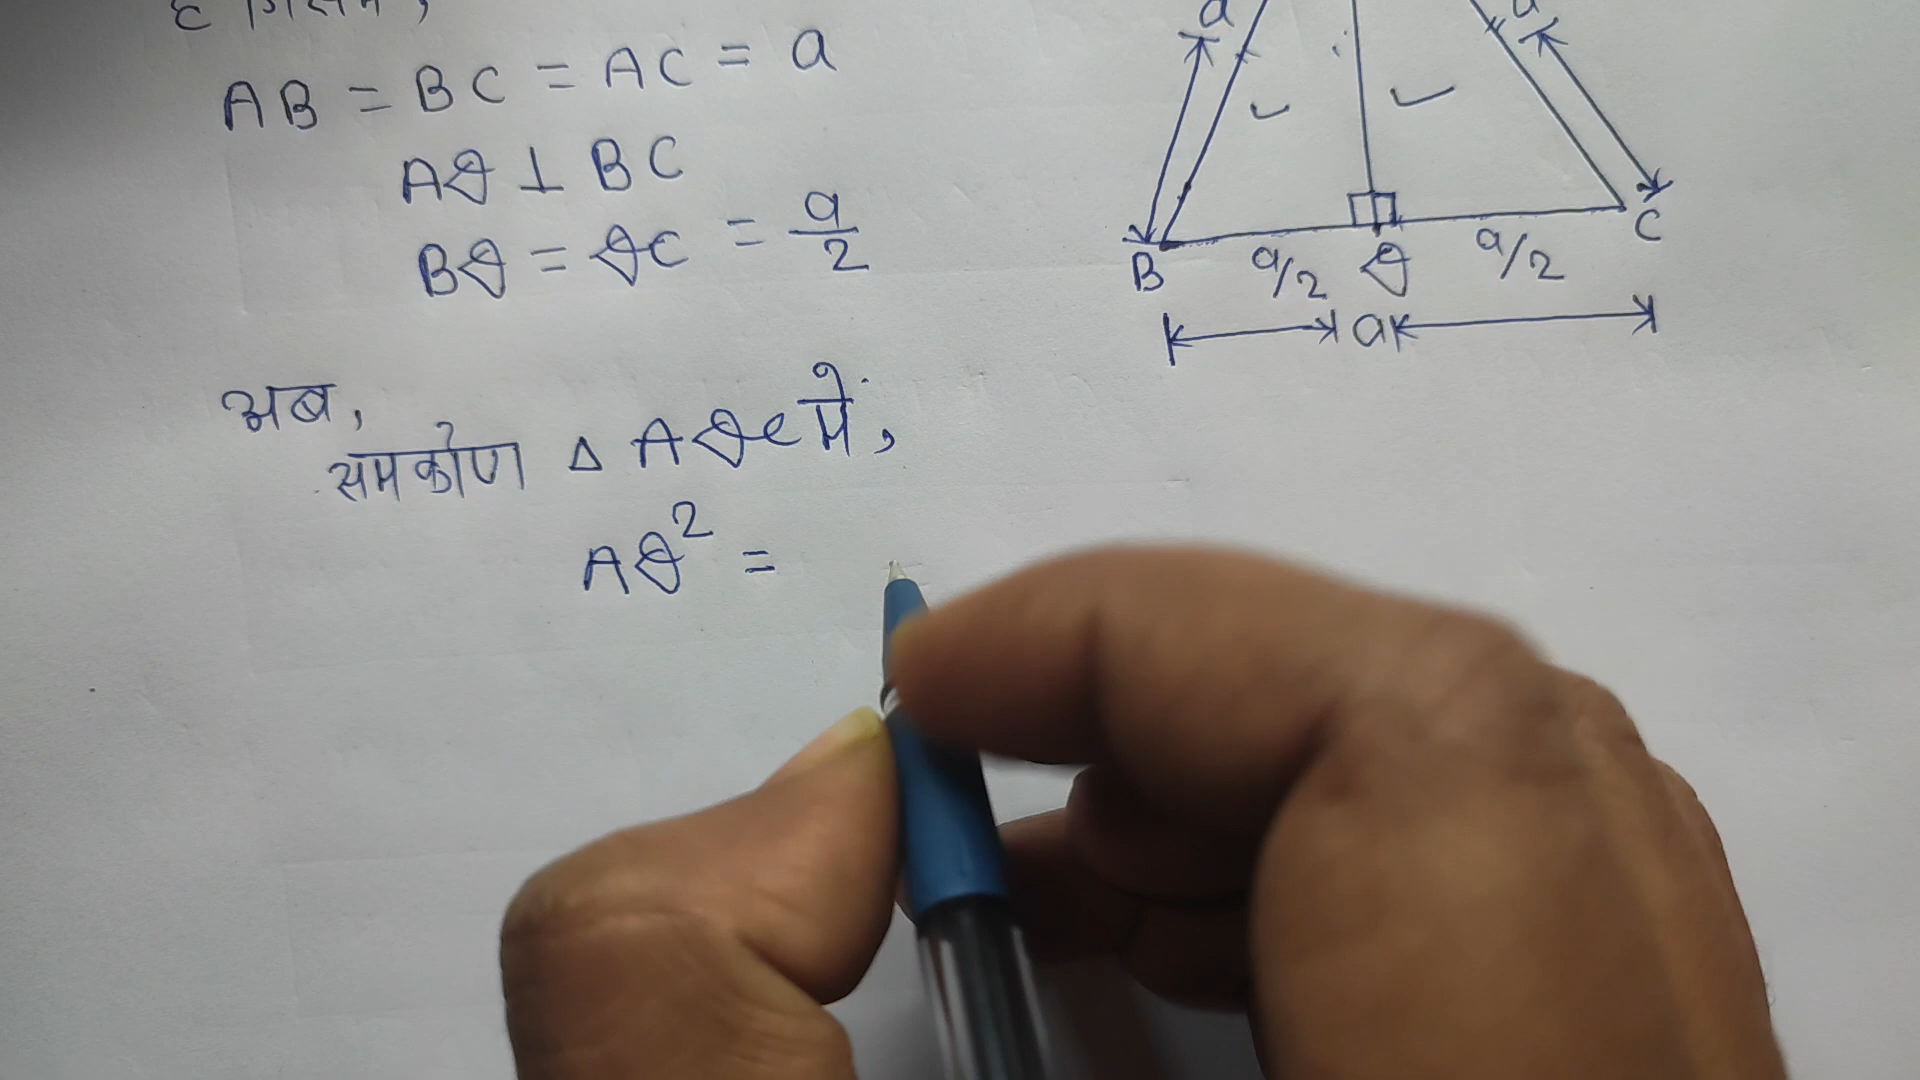 AB = BC = AC = a
AD ⊥ BC
BD = DC = a/2
अब,
समकोण Δ ADC में,
AD² =
a
a
B
a/2
D
a/2
C
a